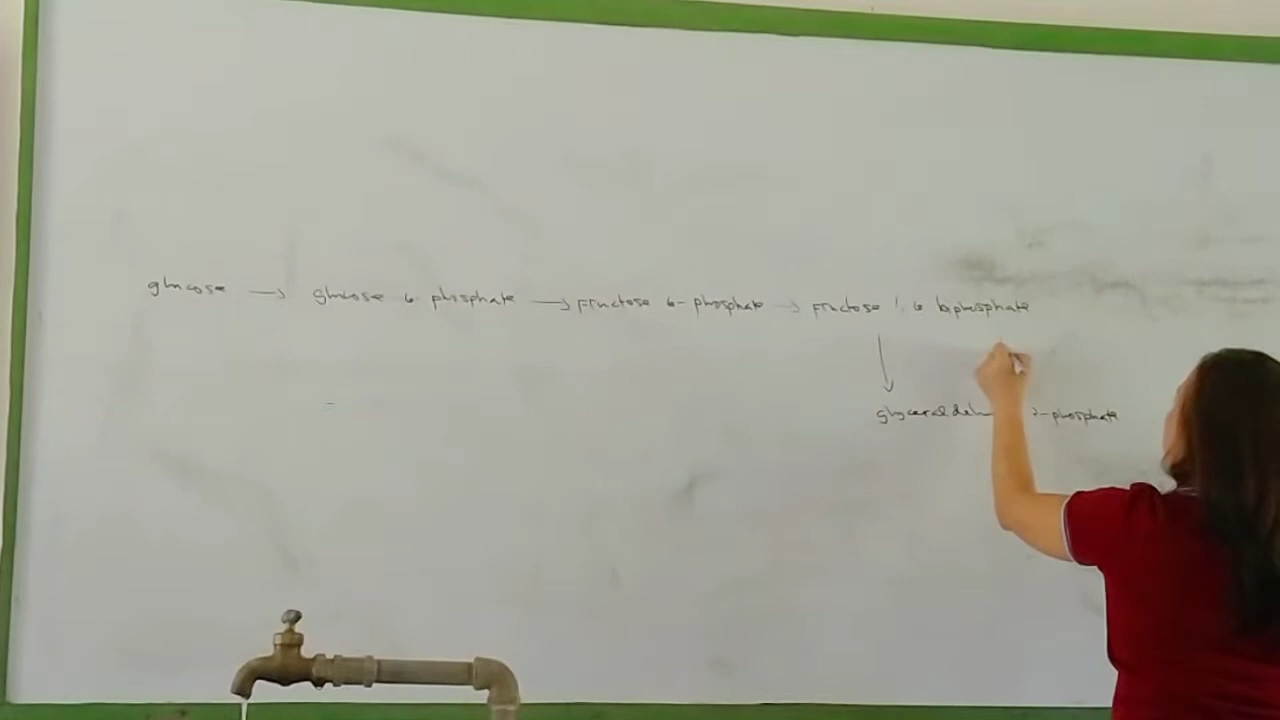 glucose → glucose 6 phosphate → fructose 6-phosphate → fructose 1,6 biphosphate
↓
-phosphate